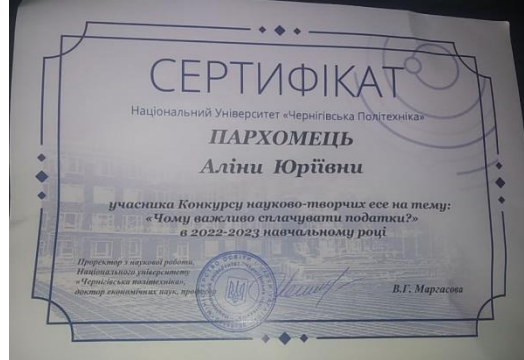 СЕРТИФІКАТ
Національний Університет «Чернігівська Політехніка»
ПАРХОМЕЦЬ
Аліни Юріївни
учасника Конкурсу науково-творчих есе на тему:
«Чому важливо сплачувати податки?»
в 2022-2023 навчальному році
Проректор з наукової роботи,
Національного університету
«Чернігівська політехніка»,
доктор економічних наук, професор
В.Г. Маргасова